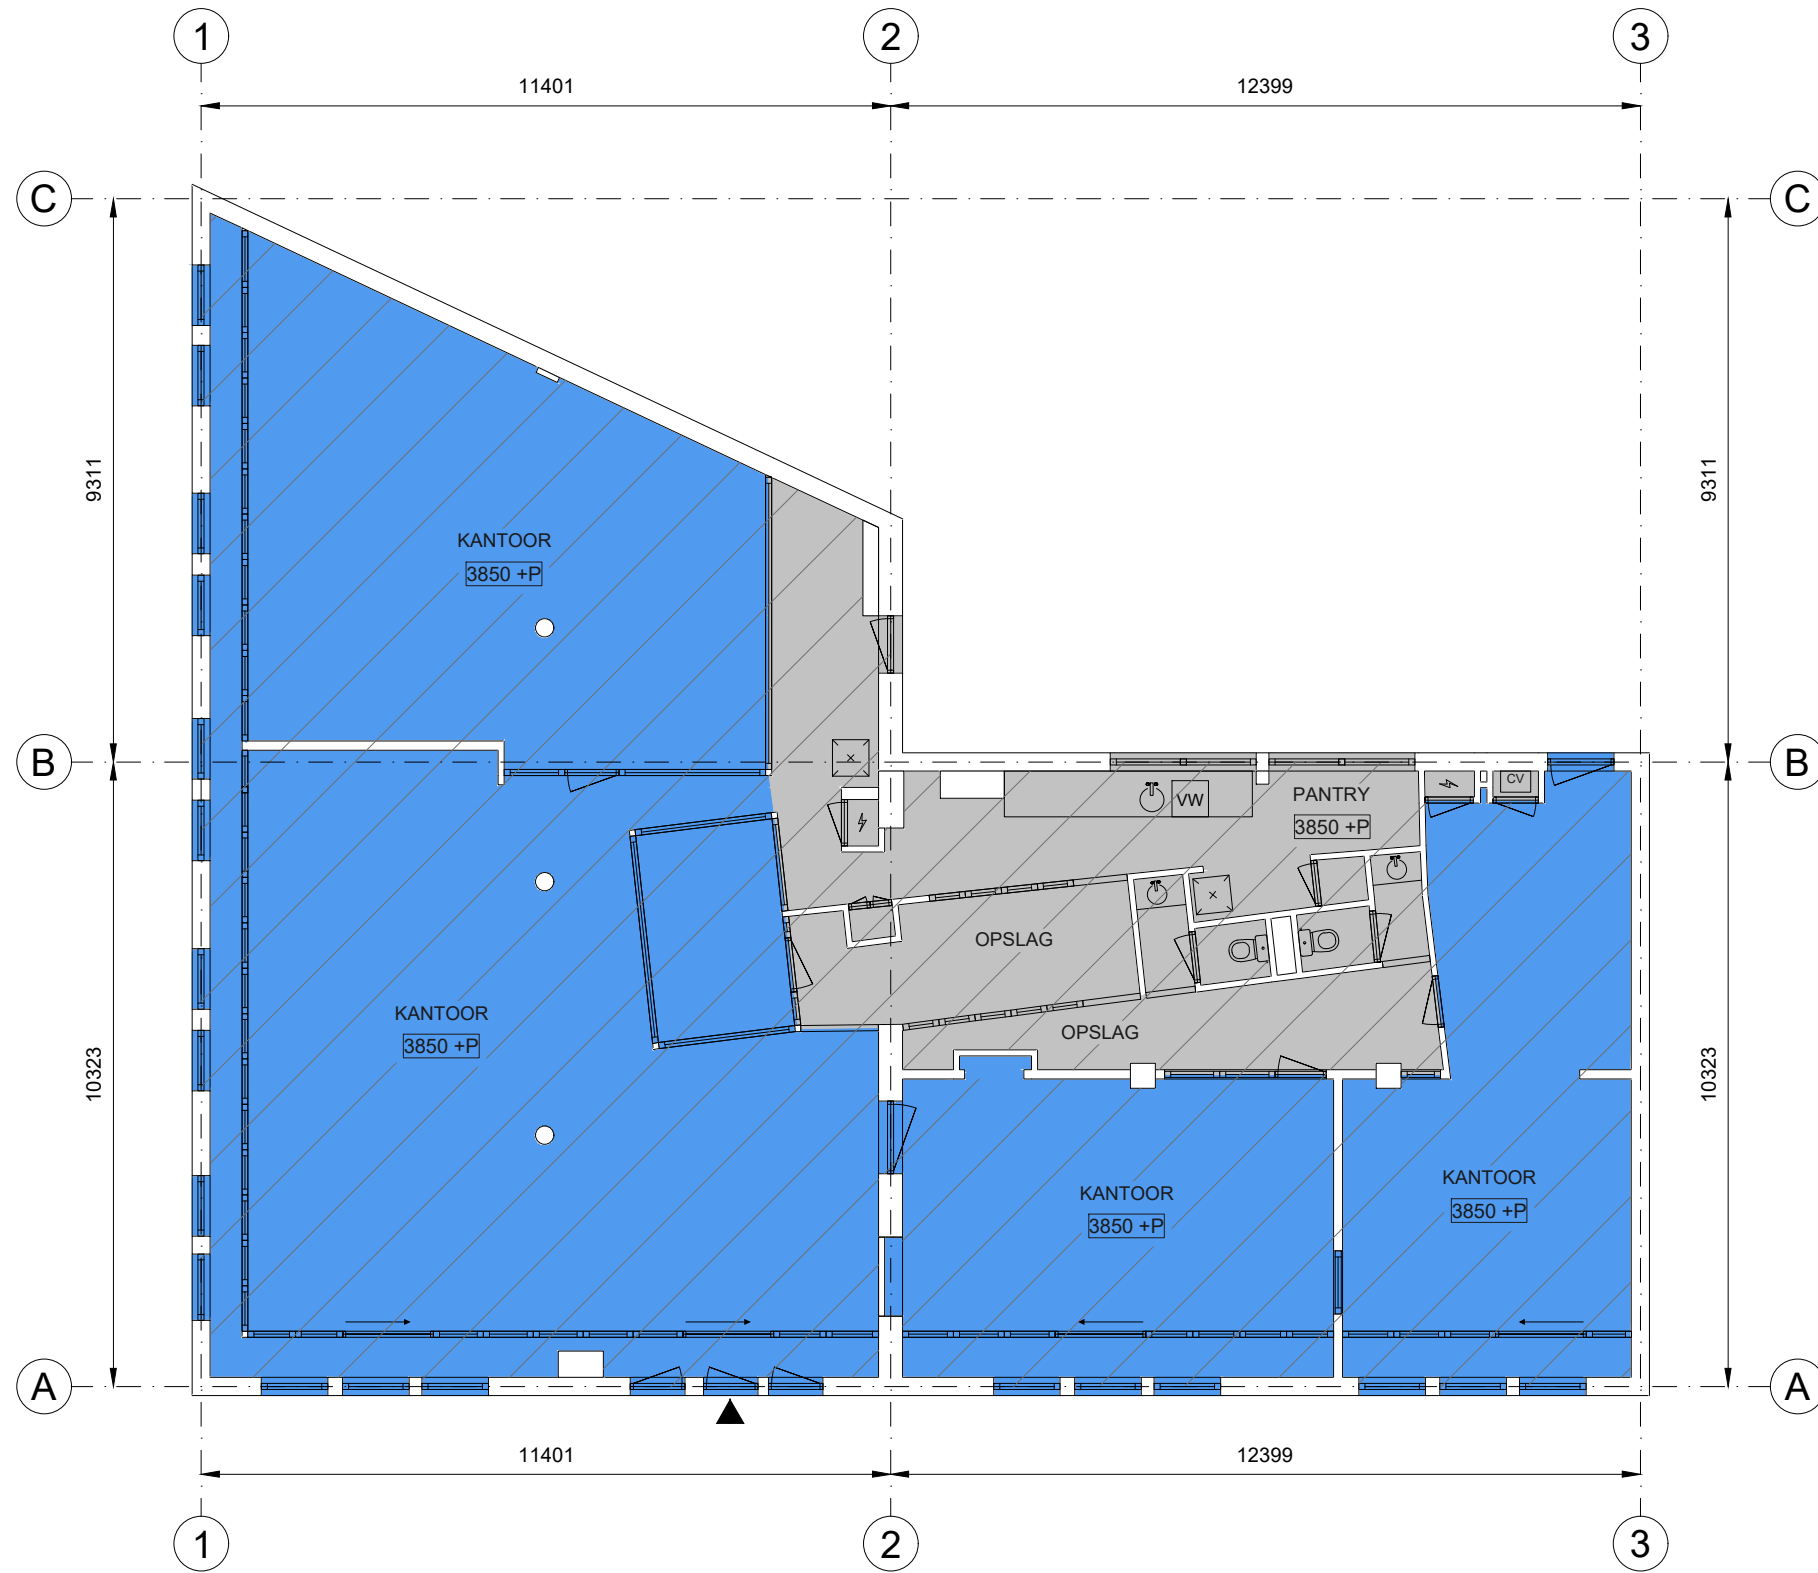 1
2
3
11401
12399
C
C
9311
9311
KANTOOR
3850 +P
B
B
CV
VW
PANTRY
3850 +P
OPSLAG
KANTOOR
3850 +P
OPSLAG
10323
10323
KANTOOR
3850 +P
KANTOOR
3850 +P
A
A
11401
12399
1
2
3